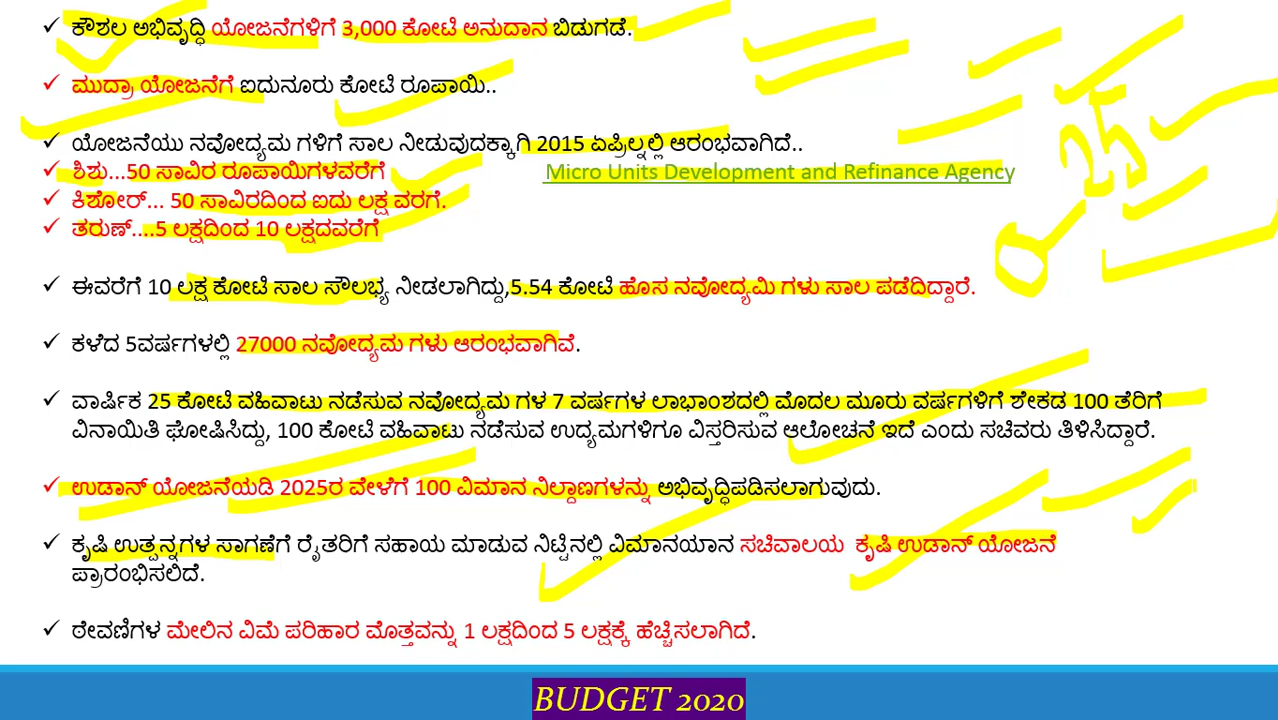 ✓ ಕೌಶಲ ಅಭಿವೃದ್ಧಿ ಯೋಜನೆಗಳಿಗೆ 3,000 ಕೋಟಿ ಅನುದಾನ ಬಿಡುಗಡೆ.
✓ ಮುದ್ರಾ ಯೋಜನೆಗೆ ಐದುನೂರು ಕೋಟಿ ರೂಪಾಯಿ..
✓ ಯೋಜನೆಯು ನವೋದ್ಯಮ ಗಳಿಗೆ ಸಾಲ ನೀಡುವುದಕ್ಕಾಗಿ 2015 ಏಪ್ರಿಲ್ನಲ್ಲಿ ಆರಂಭವಾಗಿದೆ..
✓ ಶಿಶು...50 ಸಾವಿರ ರೂಪಾಯಿಗಳವರೆಗೆ Micro Units Development and Refinance Agency
✓ ಕಿಶೋರ್... 50 ಸಾವಿರದಿಂದ ಐದು ಲಕ್ಷ ವರಗೆ.
✓ ತರುಣ್....5 ಲಕ್ಷದಿಂದ 10 ಲಕ್ಷದವರೆಗೆ
✓ ಈವರೆಗೆ 10 ಲಕ್ಷ ಕೋಟಿ ಸಾಲ ಸೌಲಭ್ಯ ನೀಡಲಾಗಿದ್ದು,5.54 ಕೋಟಿ ಹೊಸ ನವೋದ್ಯಮಿ ಗಳು ಸಾಲ ಪಡೆದಿದ್ದಾರೆ.
✓ ಕಳೆದ 5ವರ್ಷಗಳಲ್ಲಿ 27000 ನವೋದ್ಯಮ ಗಳು ಆರಂಭವಾಗಿವೆ.
✓ ವಾರ್ಷಿಕ 25 ಕೋಟಿ ವಹಿವಾಟು ನಡೆಸುವ ನವೋದ್ಯಮ ಗಳ 7 ವರ್ಷಗಳ ಲಾಭಾಂಶದಲ್ಲಿ ಮೊದಲ ಮೂರು ವರ್ಷಗಳಿಗೆ ಶೇಕಡ 100 ತೆರಿಗೆ
ವಿನಾಯಿತಿ ಘೋಷಿಸಿದ್ದು, 100 ಕೋಟಿ ವಹಿವಾಟು ನಡೆಸುವ ಉದ್ಯಮಗಳಿಗೂ ವಿಸ್ತರಿಸುವ ಆಲೋಚನೆ ಇದೆ ಎಂದು ಸಚಿವರು ತಿಳಿಸಿದ್ದಾರೆ.
✓ ಉಡಾನ್ ಯೋಜನೆಯಡಿ 2025ರ ವೇಳೆಗೆ 100 ವಿಮಾನ ನಿಲ್ದಾಣಗಳನ್ನು ಅಭಿವೃದ್ಧಿಪಡಿಸಲಾಗುವುದು.
✓ ಕೃಷಿ ಉತ್ಪನ್ನಗಳ ಸಾಗಣೆಗೆ ರೈತರಿಗೆ ಸಹಾಯ ಮಾಡುವ ನಿಟ್ಟಿನಲ್ಲಿ ವಿಮಾನಯಾನ ಸಚಿವಾಲಯ ಕೃಷಿ ಉಡಾನ್ ಯೋಜನೆ
ಪ್ರಾರಂಭಿಸಲಿದೆ.
✓ ಠೇವಣಿಗಳ ಮೇಲಿನ ವಿಮೆ ಪರಿಹಾರ ಮೊತ್ತವನ್ನು 1 ಲಕ್ಷದಿಂದ 5 ಲಕ್ಷಕ್ಕೆ ಹೆಚ್ಚಿಸಲಾಗಿದೆ.
BUDGET 2020